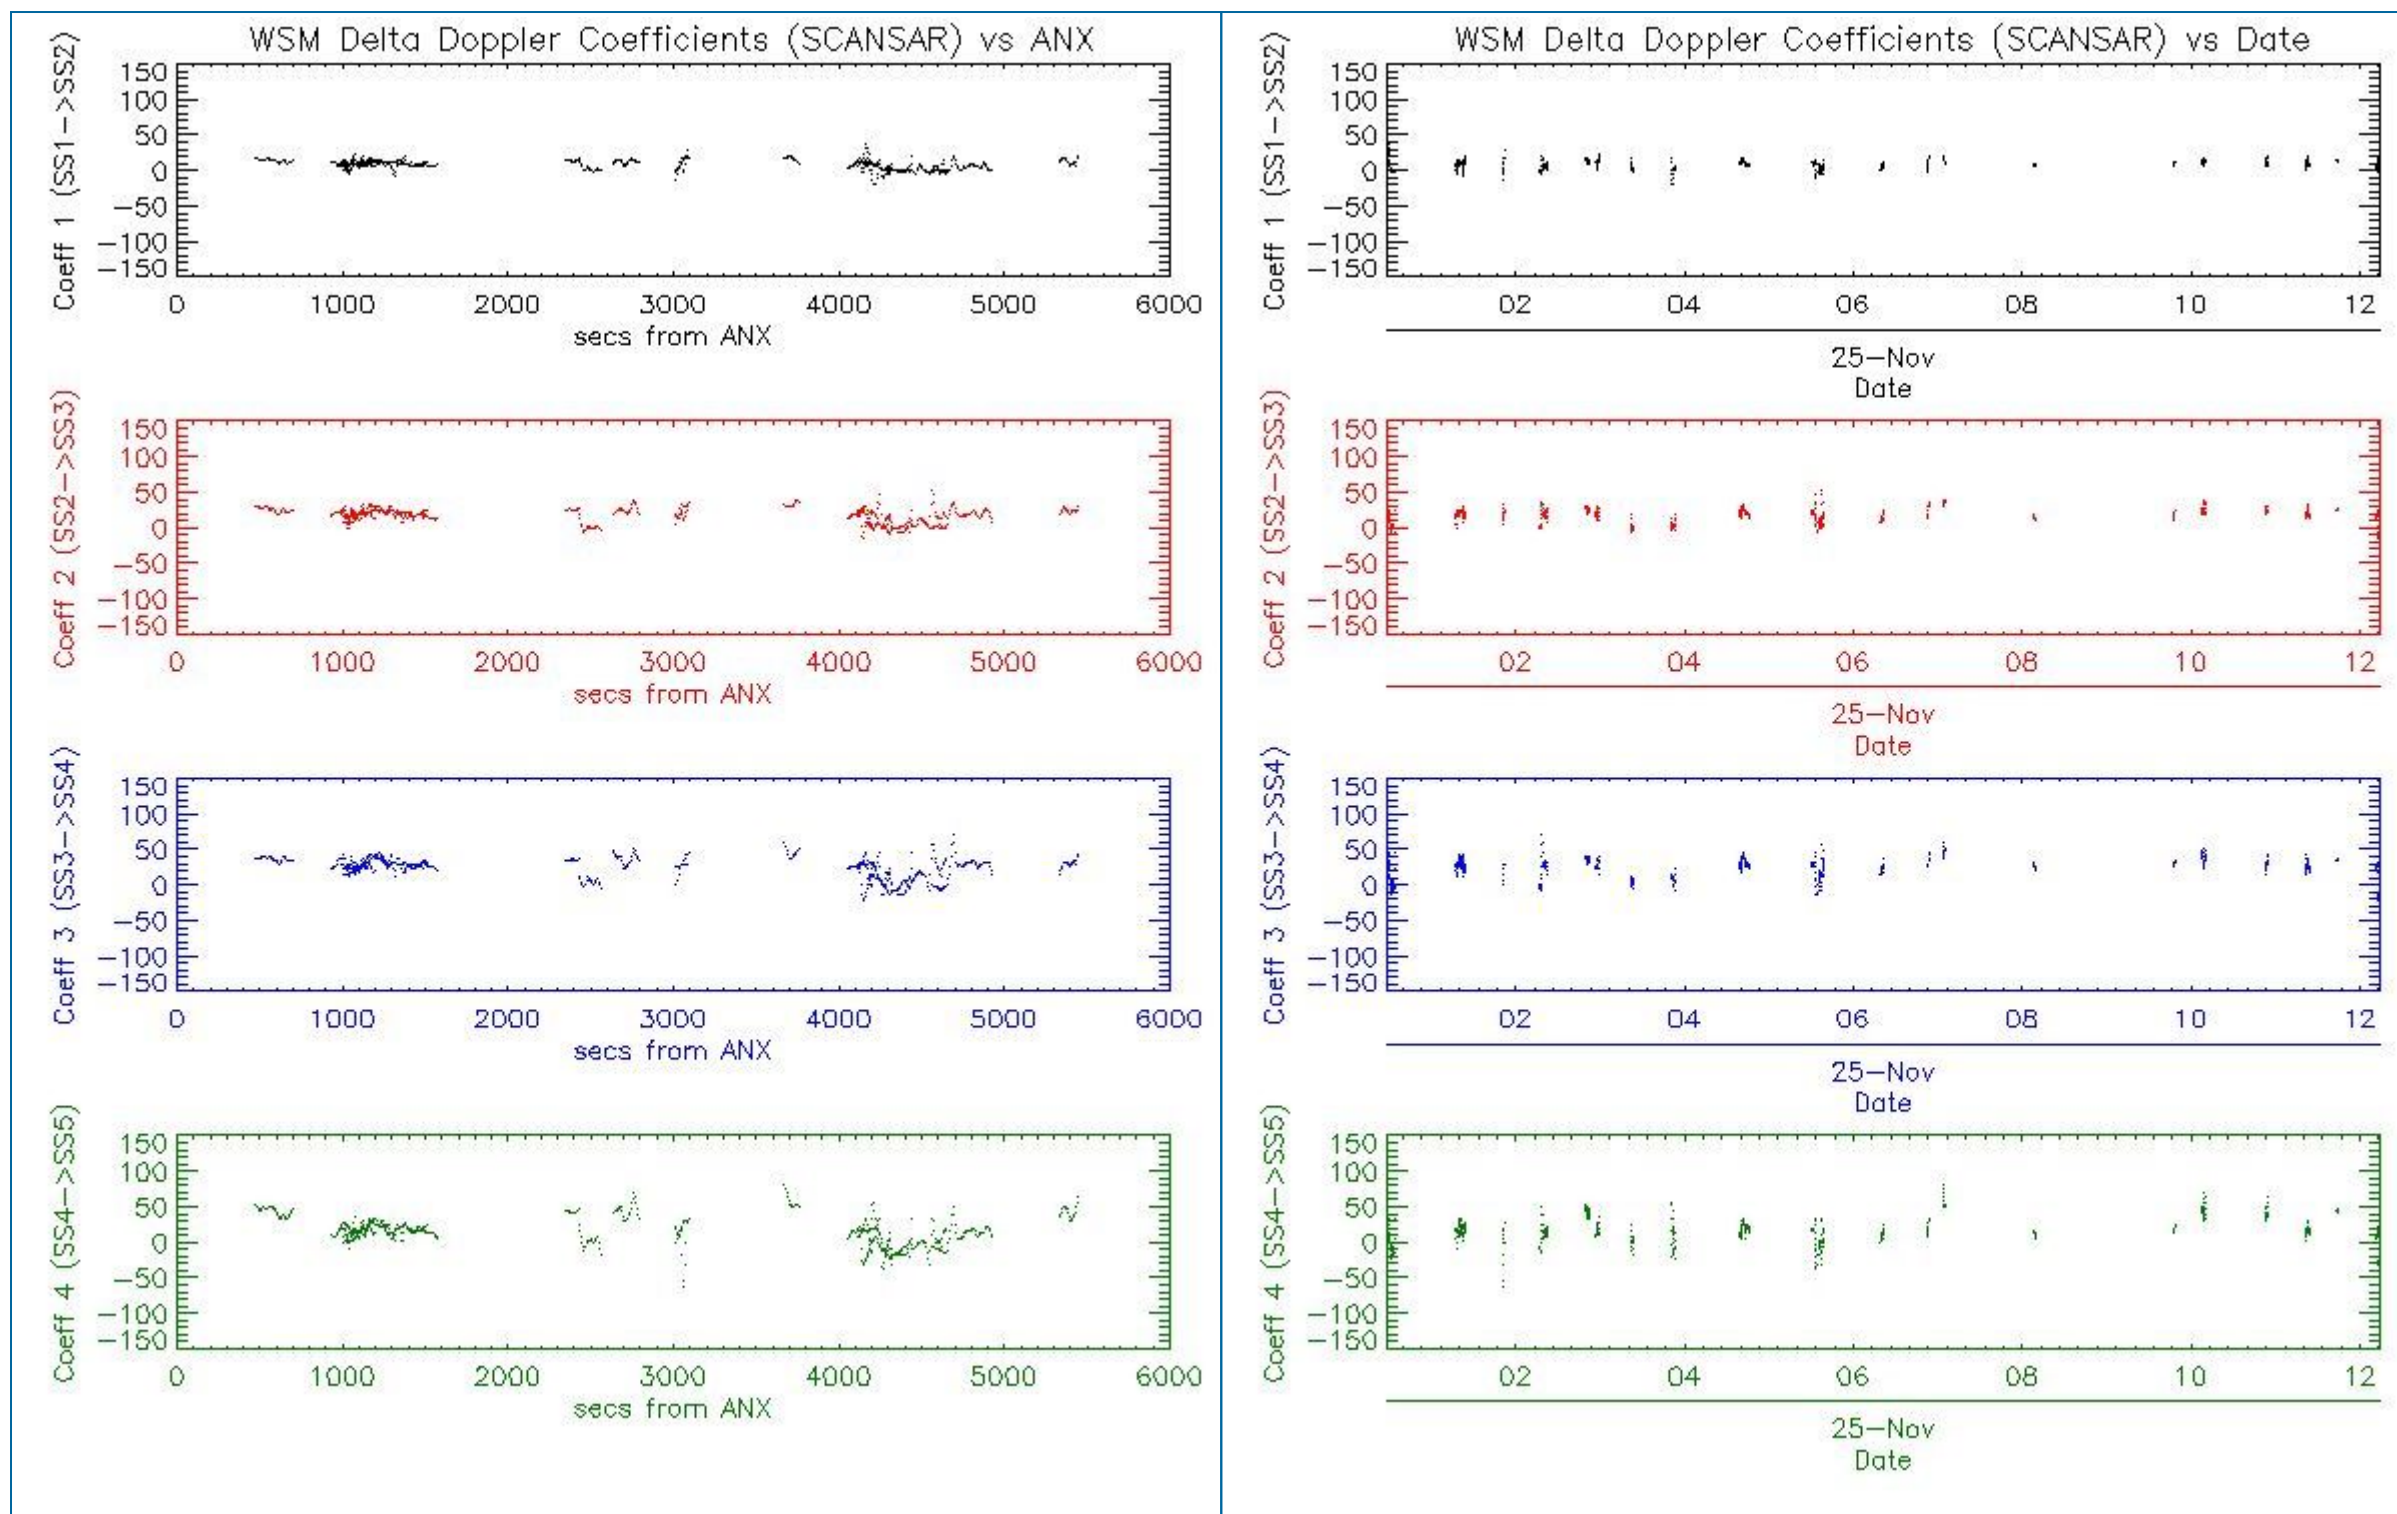 WSM Delta Doppler Coefficients (SCANSAR) vs ANX
Coeff 1 (SS1->SS2)
150
100
50
0
-50
-100
-150
0 1000 2000 3000 4000 5000 6000
secs from ANX
Coeff 2 (SS2->SS3)
150
100
50
0
-50
-100
-150
0 1000 2000 3000 4000 5000 6000
secs from ANX
Coeff 3 (SS3->SS4)
150
100
50
0
-50
-100
-150
0 1000 2000 3000 4000 5000 6000
secs from ANX
Coeff 4 (SS4->SS5)
150
100
50
0
-50
-100
-150
0 1000 2000 3000 4000 5000 6000
secs from ANX
WSM Delta Doppler Coefficients (SCANSAR) vs Date
Coeff 1 (SS1->SS2)
150
100
50
0
-50
-100
-150
02 04 06 08 10 12
25-Nov
Date
Coeff 2 (SS2->SS3)
150
100
50
0
-50
-100
-150
02 04 06 08 10 12
25-Nov
Date
Coeff 3 (SS3->SS4)
150
100
50
0
-50
-100
-150
02 04 06 08 10 12
25-Nov
Date
Coeff 4 (SS4->SS5)
150
100
50
0
-50
-100
-150
02 04 06 08 10 12
25-Nov
Date